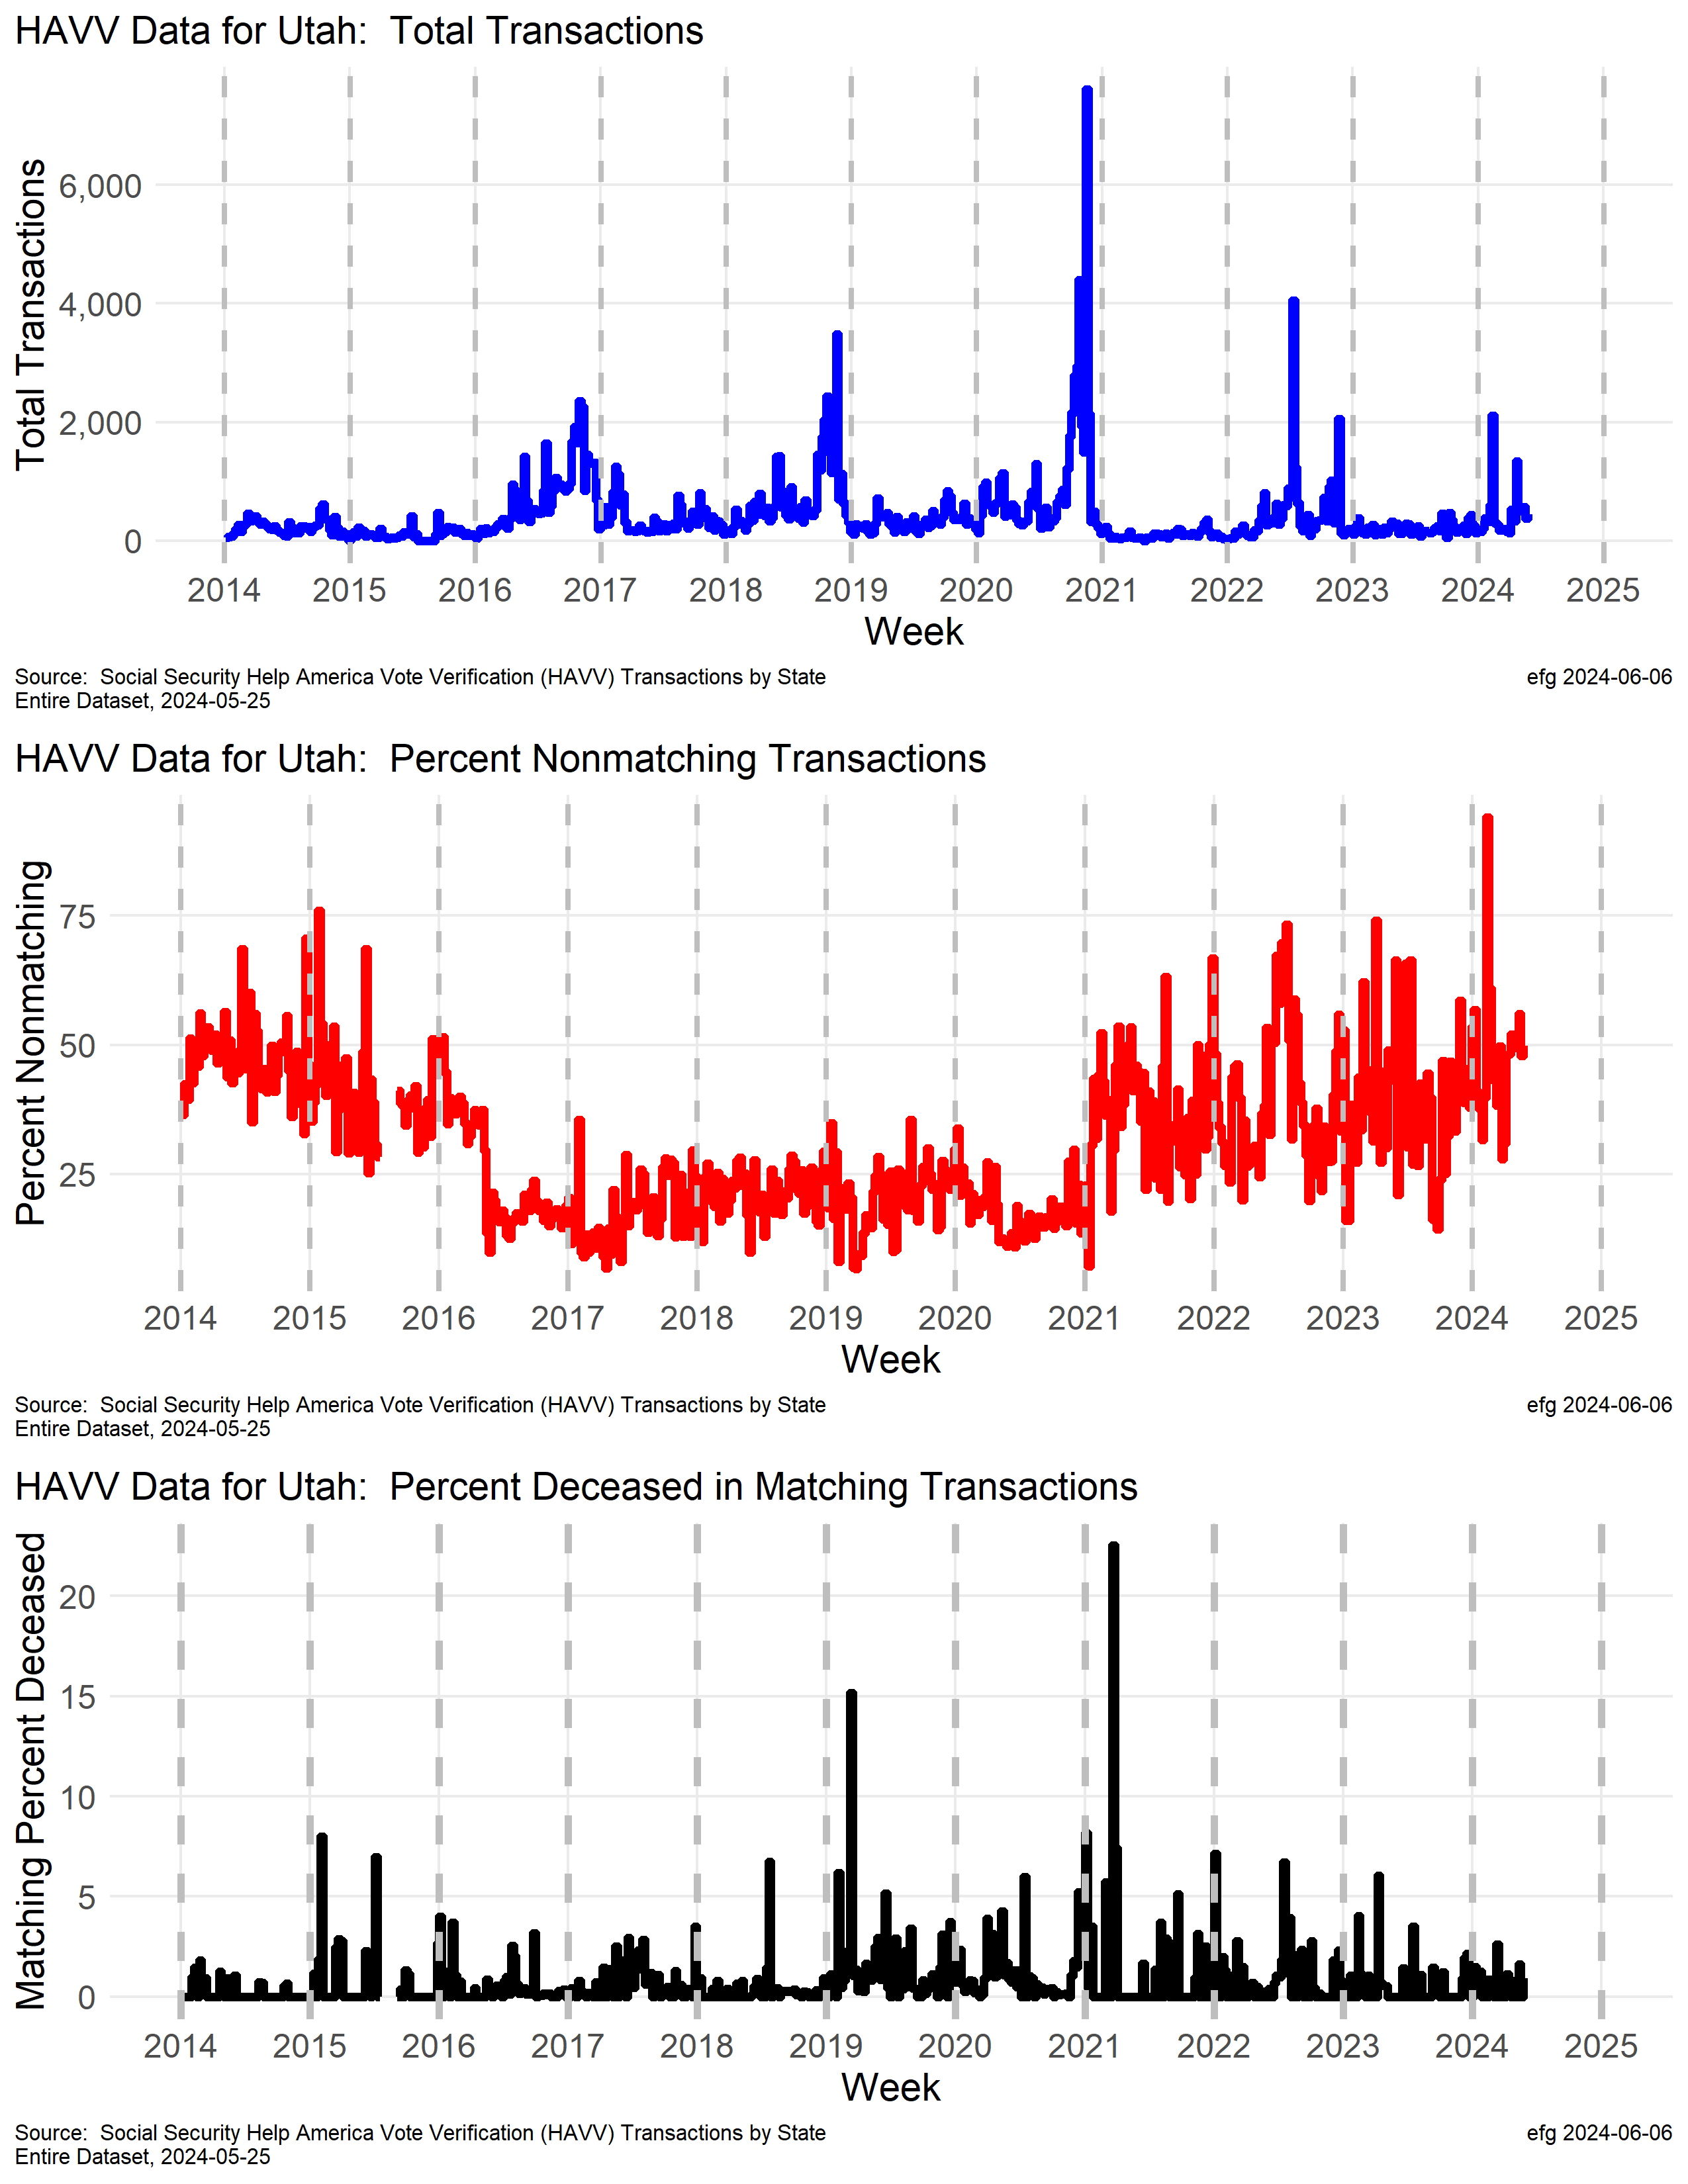 HAVV Data for Utah:  Total Transactions
Total Transactions
6,000
4,000
2,000
0
2014 2015 2016 2017 2018 2019 2020 2021 2022 2023 2024 2025
Week
Source:  Social Security Help America Vote Verification (HAVV) Transactions by State
Entire Dataset, 2024-05-25
efg 2024-06-06
HAVV Data for Utah:  Percent Nonmatching Transactions
Percent Nonmatching
75
50
25
2014 2015 2016 2017 2018 2019 2020 2021 2022 2023 2024 2025
Week
Source:  Social Security Help America Vote Verification (HAVV) Transactions by State
Entire Dataset, 2024-05-25
efg 2024-06-06
HAVV Data for Utah:  Percent Deceased in Matching Transactions
Matching Percent Deceased
20
15
10
5
0
2014 2015 2016 2017 2018 2019 2020 2021 2022 2023 2024 2025
Week
Source:  Social Security Help America Vote Verification (HAVV) Transactions by State
Entire Dataset, 2024-05-25
efg 2024-06-06